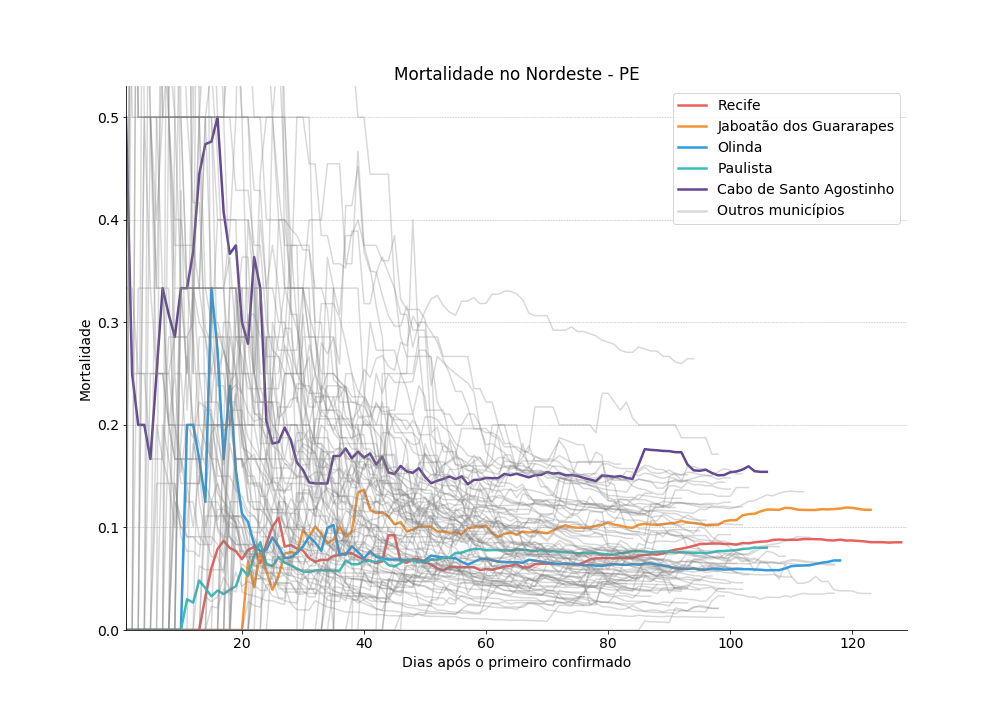 Mortalidade no Nordeste - PE
Recife
Jaboatão dos Guararapes
Olinda
Paulista
Cabo de Santo Agostinho
Outros municípios
Mortalidade
0.5
0.4
0.3
0.2
0.1
0.0
20 40 60 80 100 120
Dias após o primeiro confirmado